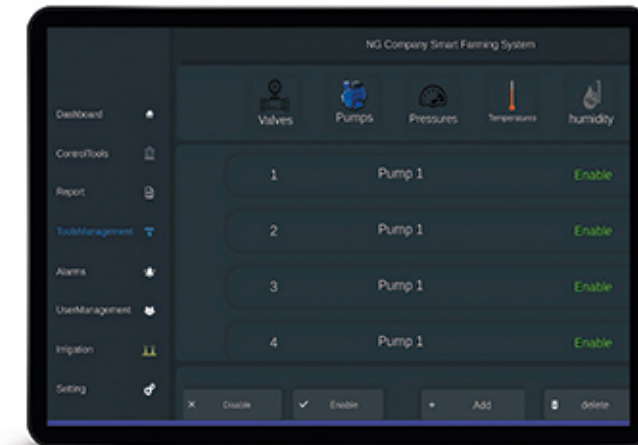 NG Company Smart Farming System
Valves Pumps Pressures Temperatures humidity
Dashboard
ControlTools
Report
ToolsManagement
Alarms
UserManagement
Irrigation
Setting
1 Pump 1 Enable
2 Pump 1 Enable
3 Pump 1 Enable
4 Pump 1 Enable
Disable Enable Add delete